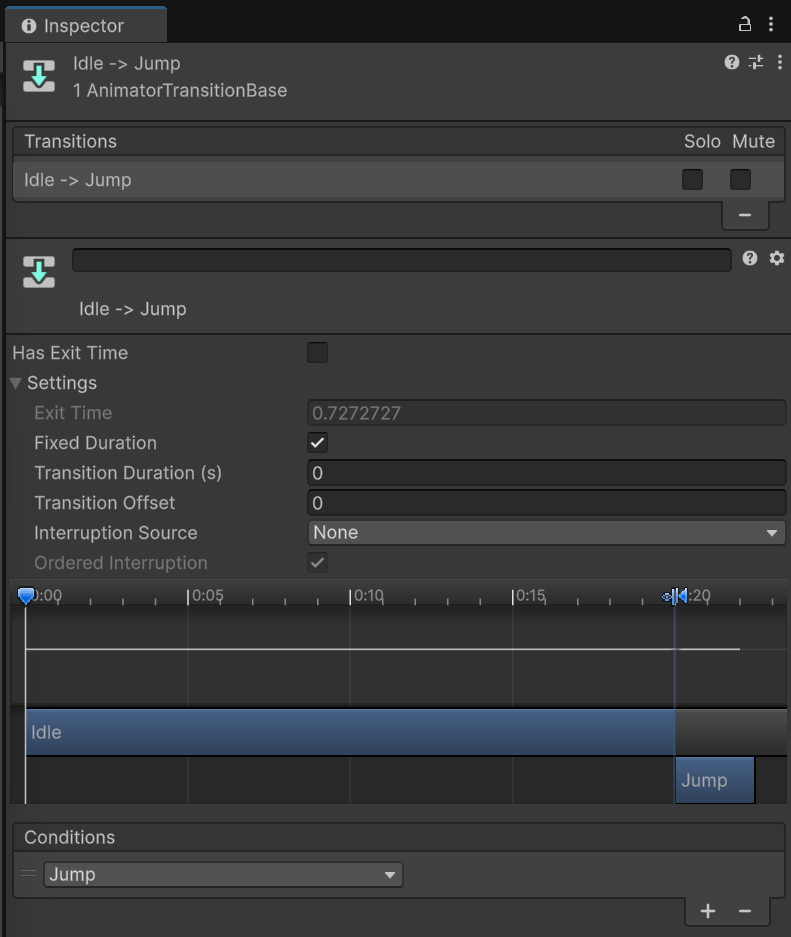 Inspector
Idle -> Jump
1 AnimatorTransitionBase
Transitions Solo Mute
Idle -> Jump
Idle -> Jump
Has Exit Time
Settings
Exit Time 0.7272727
Fixed Duration
Transition Duration (s) 0
Transition Offset 0
Interruption Source None
Ordered Interruption
0:00 0:05 0:10 0:15 :20
Idle
Jump
Conditions
Jump